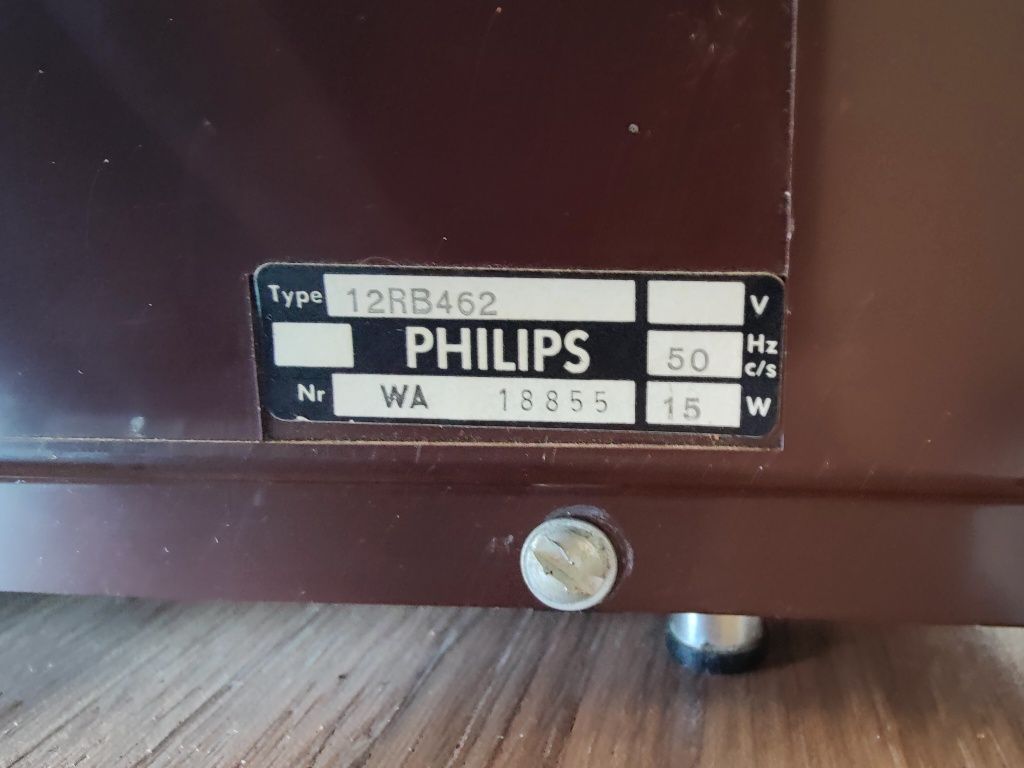 Type 12RB462 V
PHILIPS 50 Hz c/s
Nr WA 18855 15 W